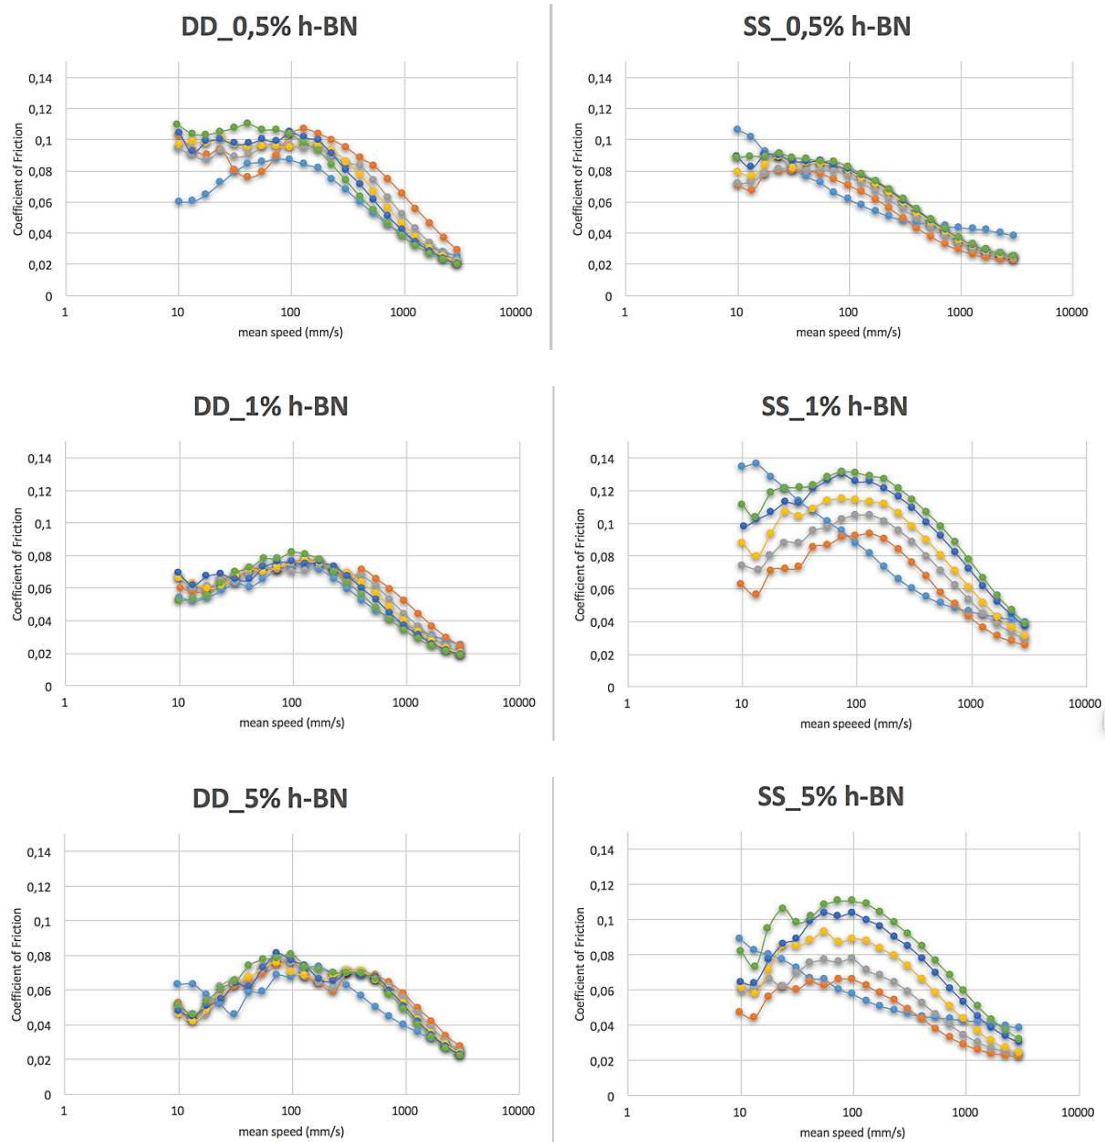 DD_0,5% h-BN
0,14
0,12
0,1
0,08
0,06
0,04
0,02
0
Coefficient of Friction
1 10 100 1000 10000
mean speed (mm/s)
SS_0,5% h-BN
0,14
0,12
0,1
0,08
0,06
0,04
0,02
0
Coefficient of Friction
1 10 100 1000 10000
mean speed (mm/s)
DD_1% h-BN
0,14
0,12
0,1
0,08
0,06
0,04
0,02
0
Coefficient of Friction
1 10 100 1000 10000
mean speed (mm/s)
SS_1% h-BN
0,14
0,12
0,1
0,08
0,06
0,04
0,02
0
Coefficient of Friction
1 10 100 1000 10000
mean speeed (mm/s)
DD_5% h-BN
0,14
0,12
0,1
0,08
0,06
0,04
0,02
0
Coefficient of Friction
1 10 100 1000 10000
mean speed (mm/s)
SS_5% h-BN
0,14
0,12
0,1
0,08
0,06
0,04
0,02
0
Coefficient of Friction
1 10 100 1000 10000
mean speed (mm/s)